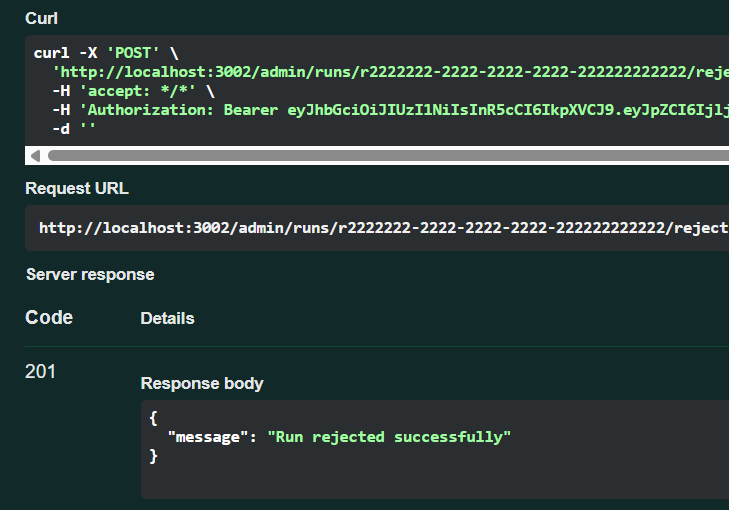 Curl
curl -X 'POST' \
'http://localhost:3002/admin/runs/r2222222-2222-2222-2222-222222222222/reje
-H 'accept: */*' \
-H 'Authorization: Bearer eyJhbGciOiJIUzI1NiIsInR5cCI6IkpXVCJ9.eyJpZCI6Ijljj
-d ''
Request URL
http://localhost:3002/admin/runs/r2222222-2222-2222-2222-222222222222/reject
Server response
Code
Details
201
Response body
{
"message": "Run rejected successfully"
}